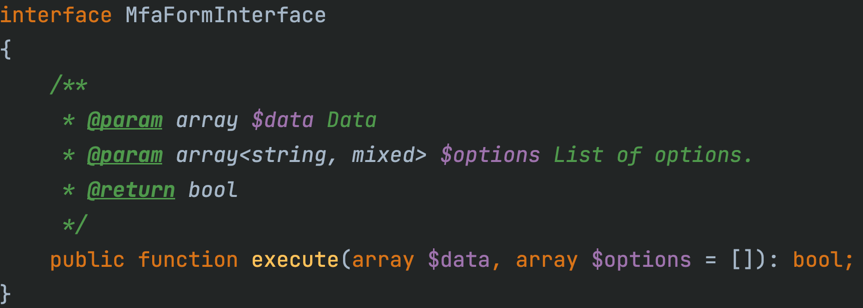 interface MfaFormInterface
{
    /**
     * @param array $data Data
     * @param array<string, mixed> $options List of options.
     * @return bool
     */
    public function execute(array $data, array $options = []): bool;
}